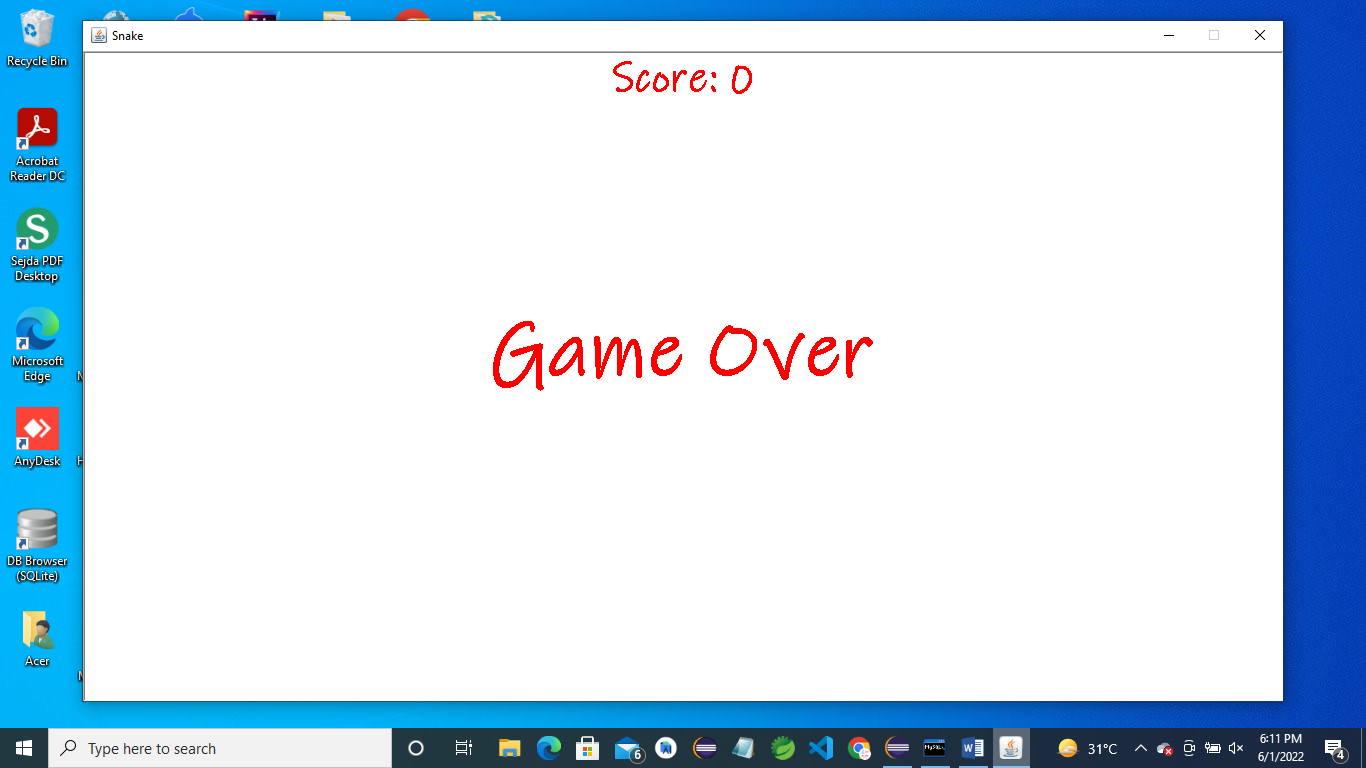 Snake
Score: 0
Game Over
Recycle Bin
Acrobat
Reader DC
Sejda PDF
Desktop
Microsoft
Edge
AnyDesk
DB Browser
(SQLite)
Acer
Type here to search
6
MySQL
31°C
6:11 PM
6/1/2022
4